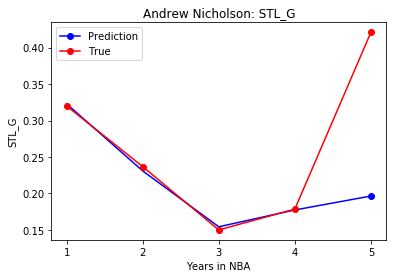 Andrew Nicholson: STL_G
Prediction
True
STL_G
0.40
0.35
0.30
0.25
0.20
0.15
1 2 3 4 5
Years in NBA